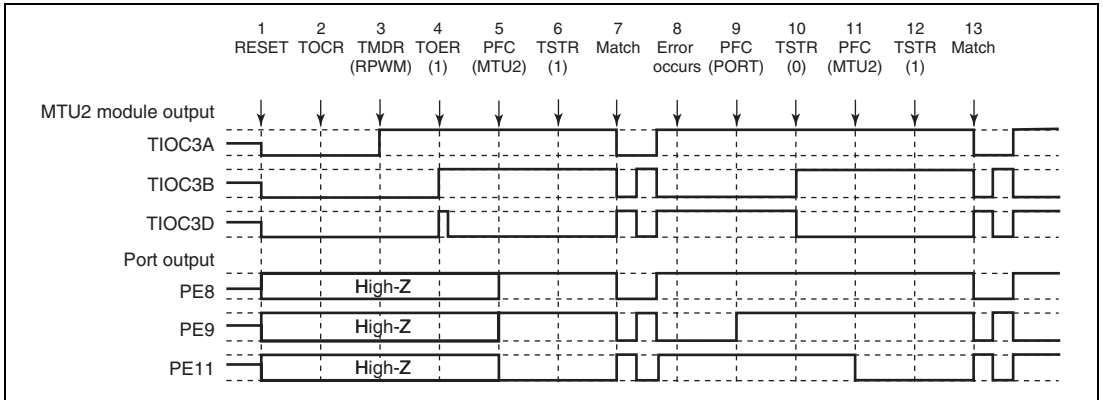 1 2 3 4 5 6 7 8 9 10 11 12 13
RESET TOCR TMDR TOER PFC TSTR Match Error PFC TSTR PFC TSTR Match
(RPWM) (1) (MTU2) (1) occurs (PORT) (0) (MTU2) (1)
MTU2 module output
TIOC3A
TIOC3B
TIOC3D
Port output
PE8 High-Z
PE9 High-Z
PE11 High-Z